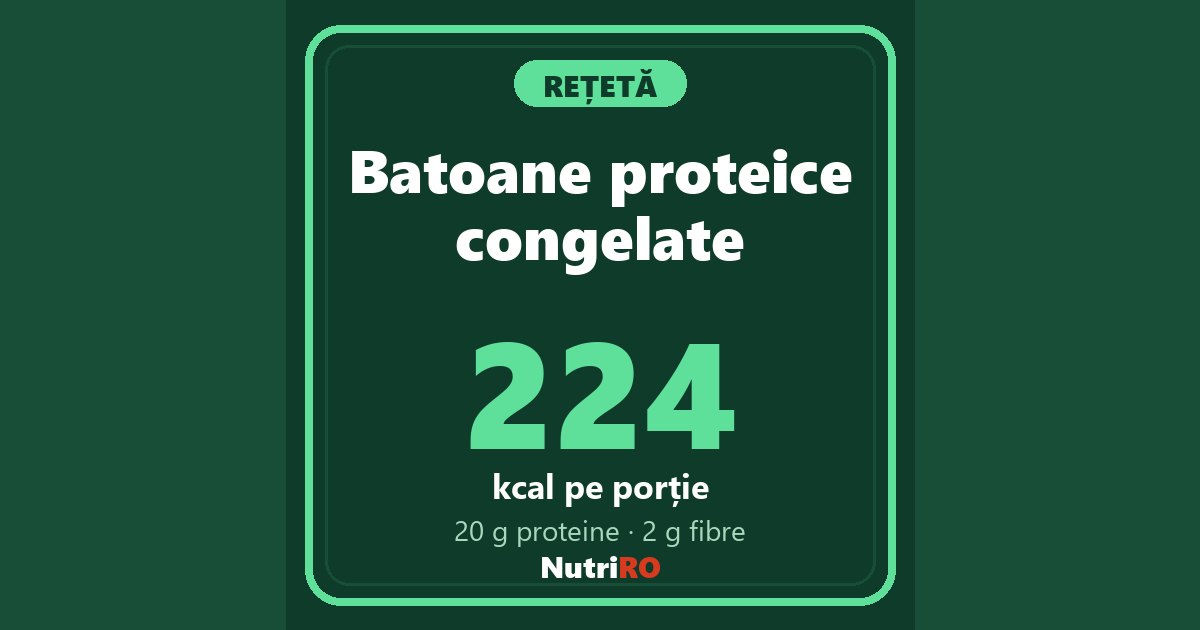 REȚETĂ
Batoane proteice
congelate
224
kcal pe porție
20 g proteine · 2 g fibre
NutriRO